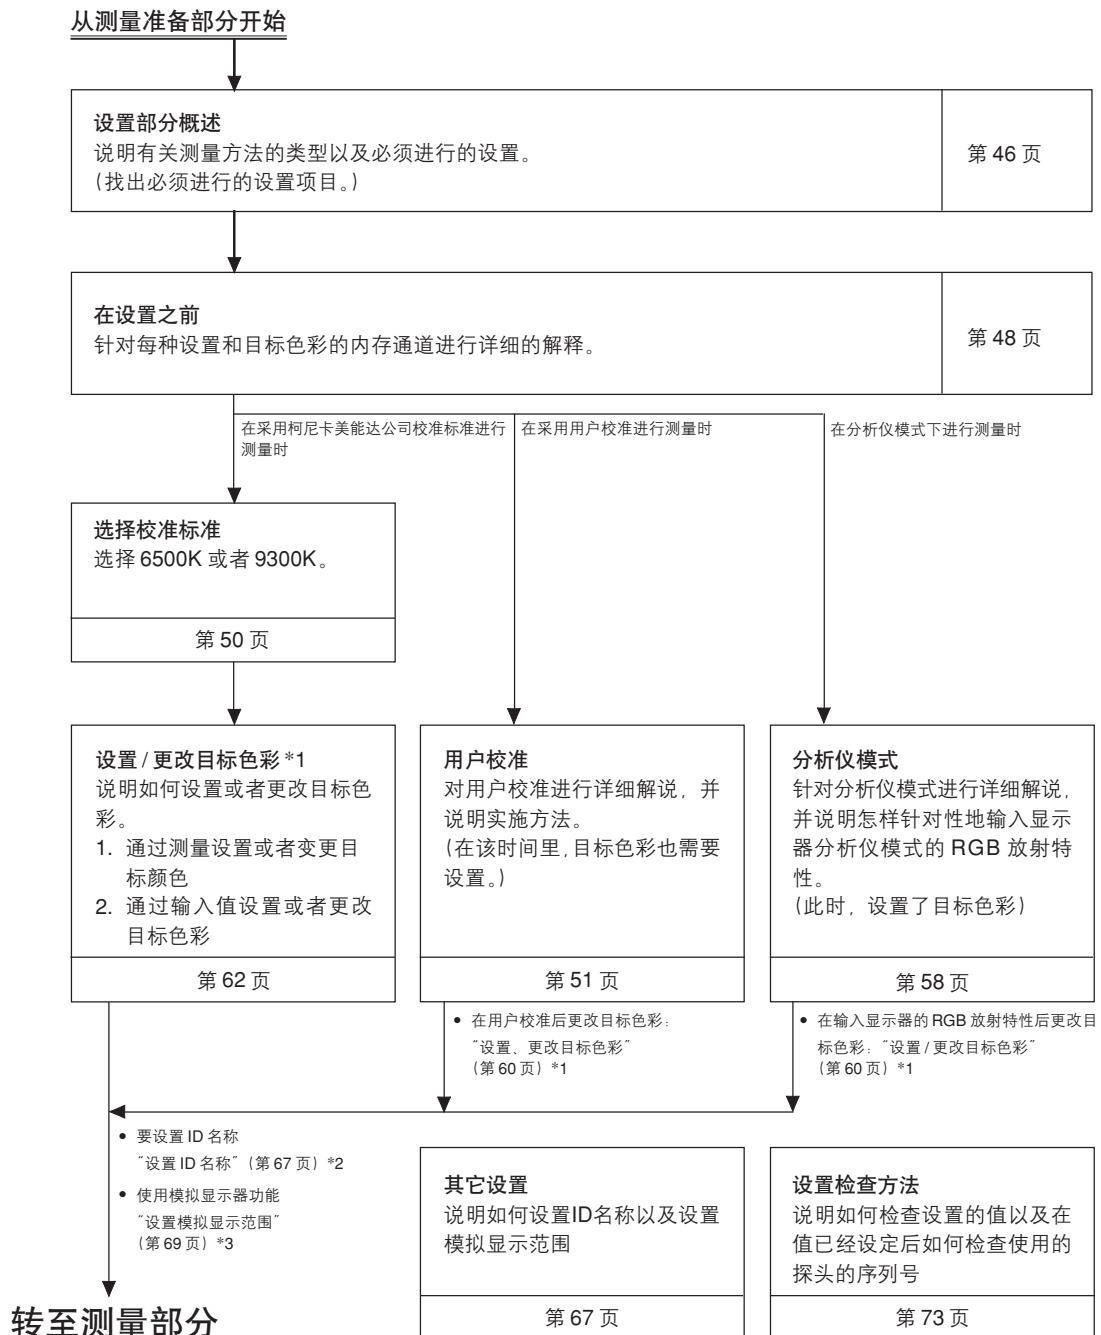 从测量准备部分开始
设置部分概述
说明有关测量方法的类型以及必须进行的设置。
（找出必须进行的设置项目。）
第 46 页
在设置之前
针对每种设置和目标色彩的内存通道进行详细的解释。
第 48 页
在采用柯尼卡美能达公司校准标准进行
测量时
在采用用户校准进行测量时
在分析仪模式下进行测量时
选择校准标准
选择 6500K 或者 9300K。
第 50 页
设置 / 更改目标色彩 *1
说明如何设置或者更改目标色
彩。
1. 通过测量设置或者变更目
标颜色
2. 通过输入值设置或者更改
目标色彩
第 62 页
用户校准
对用户校准进行详细解说，并
说明实施方法。
（在该时间里，目标色彩也需要
设置。）
第 51 页
分析仪模式
针对分析仪模式进行详细解说，
并说明怎样针对性地输入显示
器分析仪模式的 RGB 放射特
性。
（此时，设置了目标色彩）
第 58 页
• 在用户校准后更改目标色彩：
"设置、更改目标色彩"
（第 60 页）*1
• 在输入显示器的 RGB 放射特性后更改目
标色彩："设置 / 更改目标色彩"
（第 60 页）*1
• 要设置 ID 名称
"设置 ID 名称"（第 67 页）*2
• 使用模拟显示器功能
"设置模拟显示范围"
（第 69 页）*3
其它设置
说明如何设置ID名称以及设置
模拟显示范围
第 67 页
设置检查方法
说明如何检查设置的值以及在
值已经设定后如何检查使用的
探头的序列号
第 73 页
转至测量部分